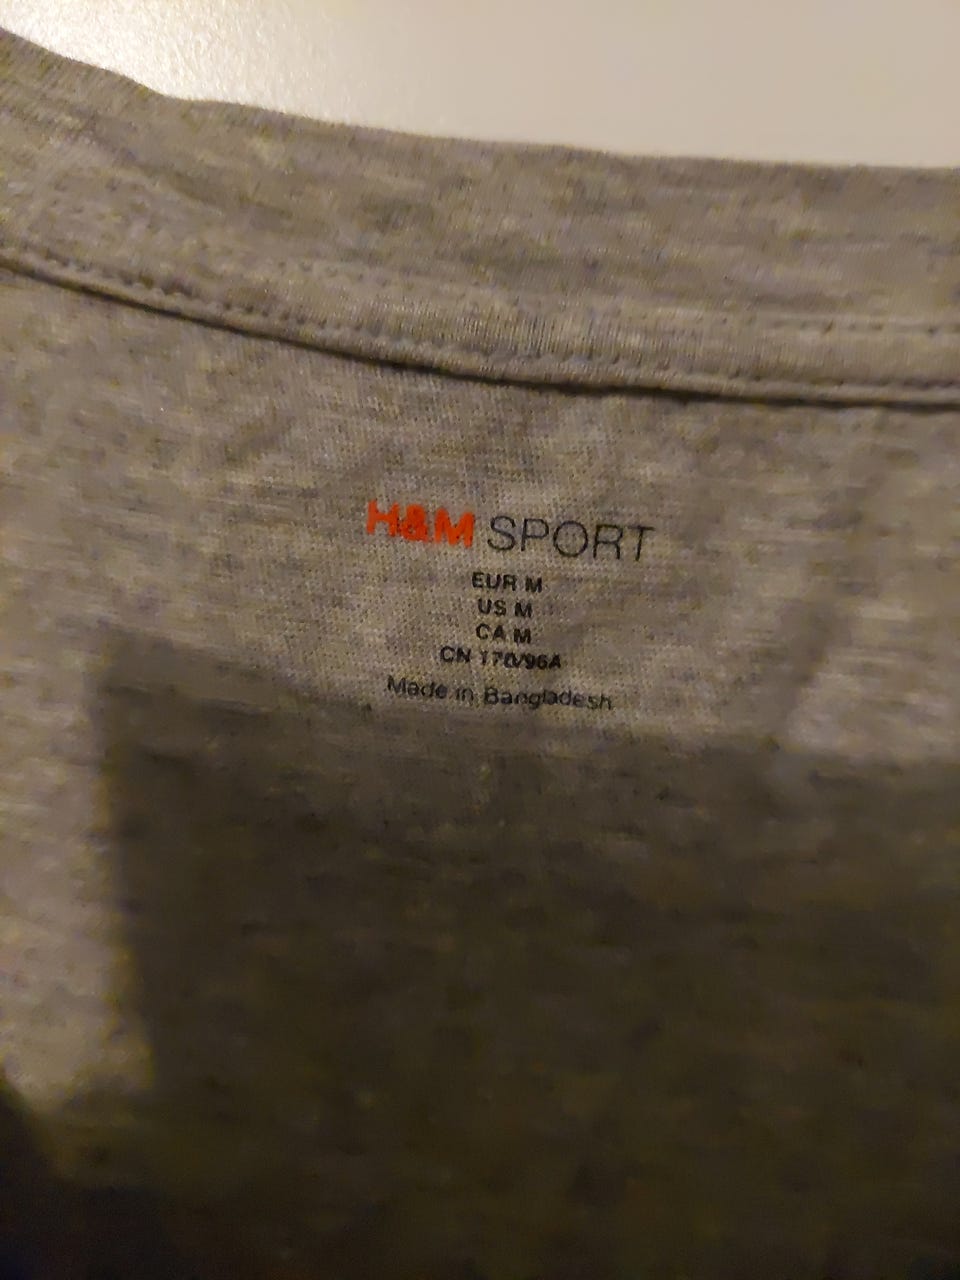 H&M SPORT
EUR M
US M
CA M
CN 170/96A
Made in Bangladesh